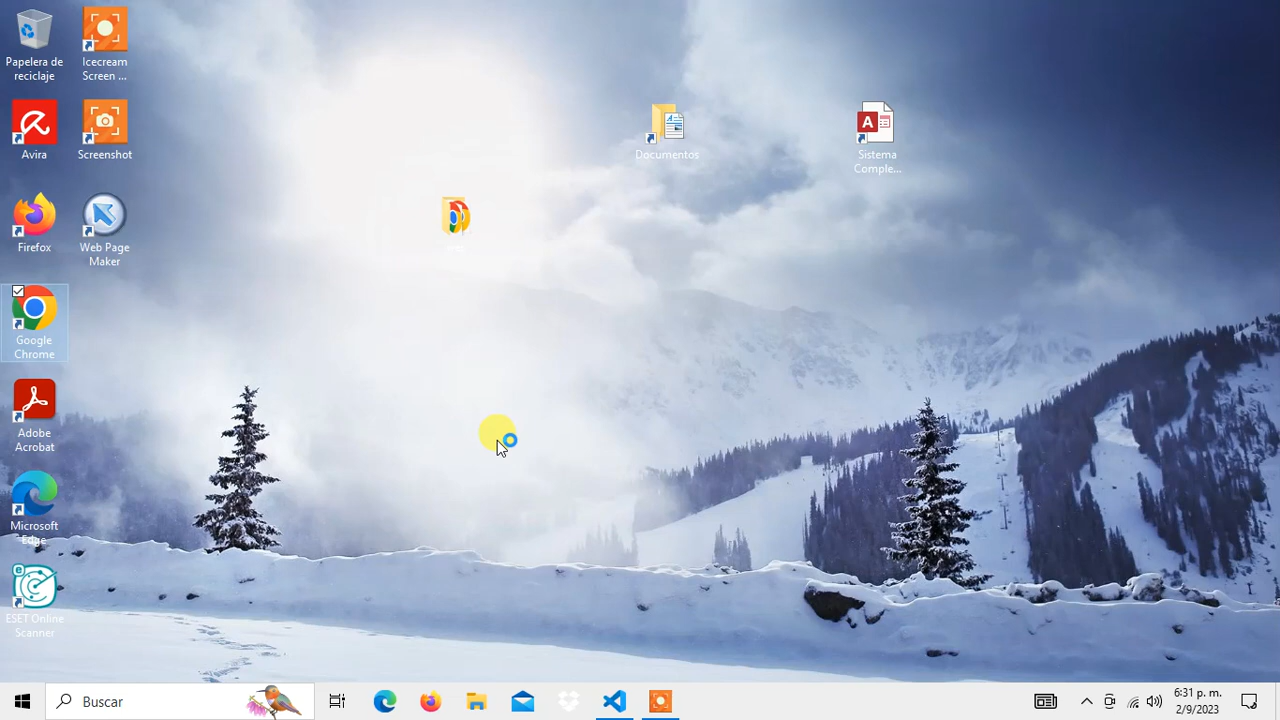 Papelera de
reciclaje
Icecream
Screen ...
Avira
Screenshot
Firefox
Web Page
Maker
Google
Chrome
Adobe
Acrobat
Microsoft
Edge
ESET Online
Scanner
Documentos
Sistema
Comple...
Buscar
6:31 p. m.
2/9/2023